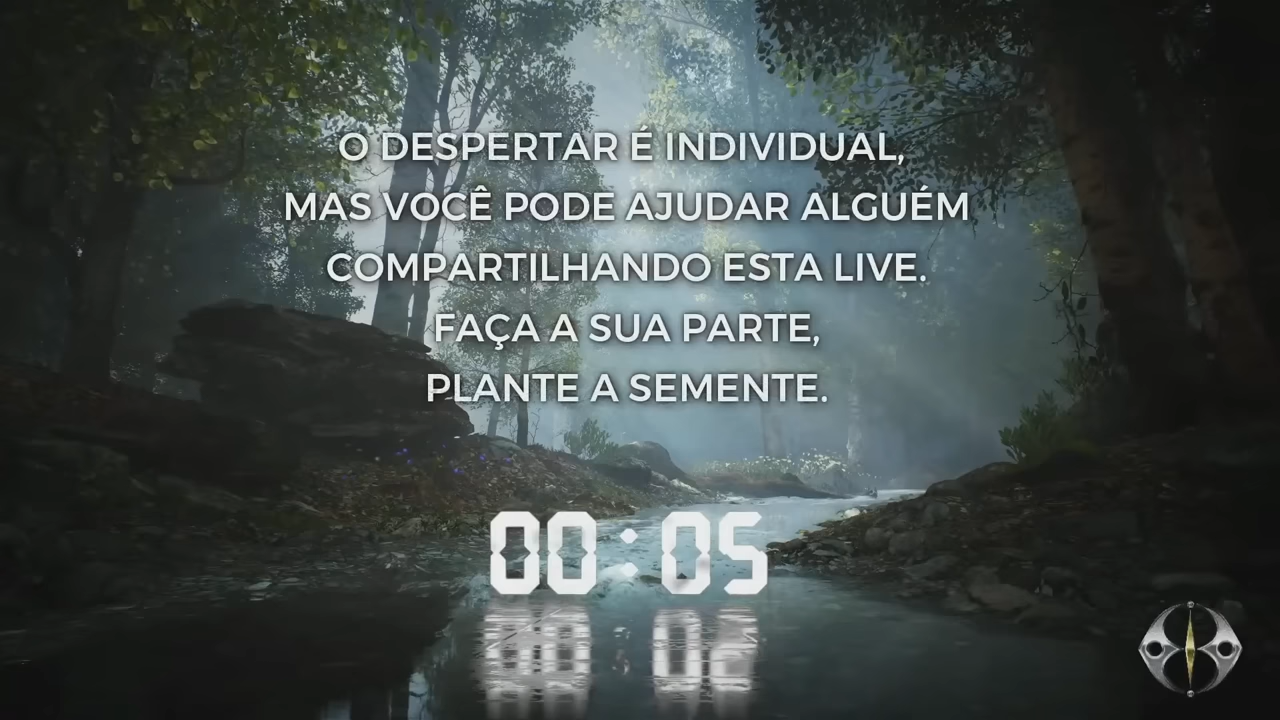 O DESPERTAR É INDIVIDUAL,
MAS VOCÊ PODE AJUDAR ALGUÉM
COMPARTILHANDO ESTA LIVE.
FAÇA A SUA PARTE,
PLANTE A SEMENTE.
00:05